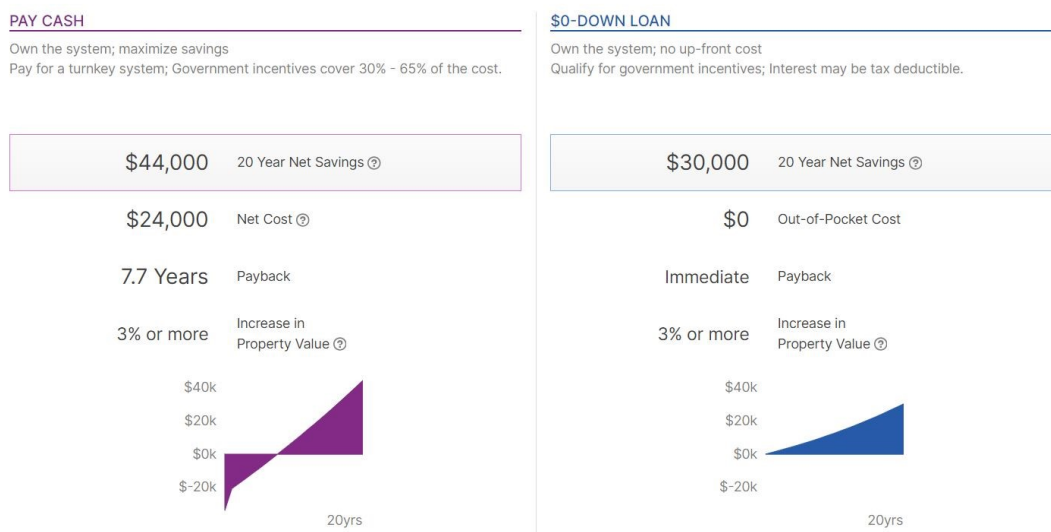 PAY CASH
Own the system; maximize savings
Pay for a turnkey system; Government incentives cover 30% - 65% of the cost.
$44,000 20 Year Net Savings ?
$24,000 Net Cost ?
7.7 Years Payback
3% or more Increase in
Property Value ?
$40k
$20k
$0k
$-20k
20yrs
$0-DOWN LOAN
Own the system; no up-front cost
Qualify for government incentives; Interest may be tax deductible.
$30,000 20 Year Net Savings ?
$0 Out-of-Pocket Cost
Immediate Payback
3% or more Increase in
Property Value ?
$40k
$20k
$0k
$-20k
20yrs